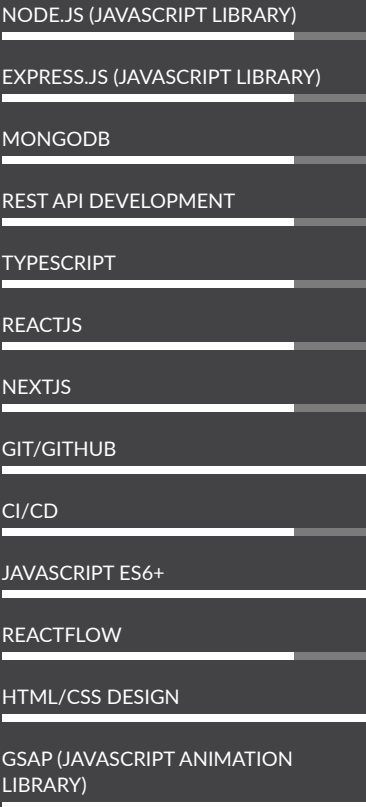 NODE.JS (JAVASCRIPT LIBRARY)
EXPRESS.JS (JAVASCRIPT LIBRARY)
MONGODB
REST API DEVELOPMENT
TYPESCRIPT
REACTJS
NEXTJS
GIT/GITHUB
CI/CD
JAVASCRIPT ES6+
REACTFLOW
HTML/CSS DESIGN
GSAP (JAVASCRIPT ANIMATION
LIBRARY)